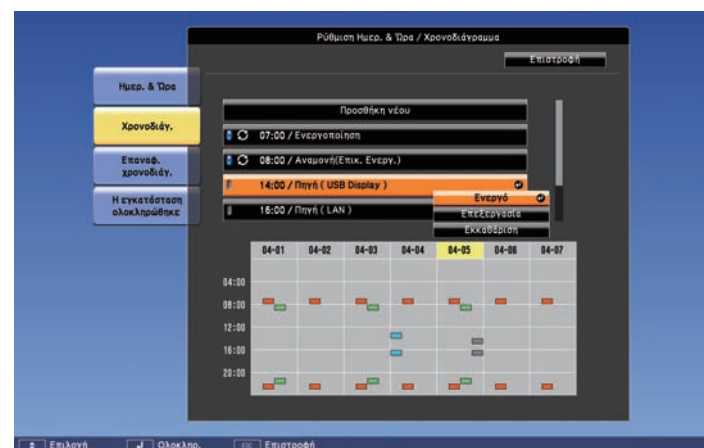 Ρύθμιση Ημερ. & Ώρα / Χρονοδιάγραμμα
Επιστροφή
Ημερ. & Ώρα
Χρονοδιάγ.
Επαναφ.
χρονοδιάγ.
Η εγκατάσταση
ολοκληρώθηκε
Προσθήκη νέου
07:00 / Ενεργοποίηση
08:00 / Αναμονή(Επικ. Ενεργ.)
14:00 / Πηγή ( USB Display )
16:00 / Πηγή ( LAN )
Ενεργό
Επεξεργασία
Εκκαθάριση
04-01 04-02 04-03 04-04 04-05 04-06 04-07
04:00
08:00
12:00
16:00
20:00
Επιλογή Ολοκληρ. Esc Επιστροφή